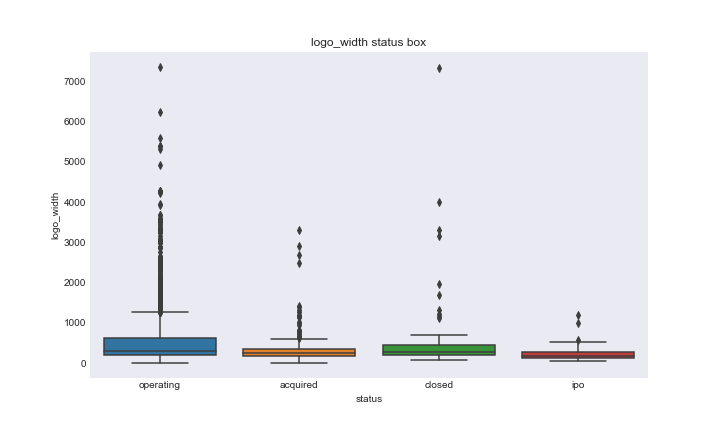 logo_width status box
7000
6000
5000
4000
3000
2000
1000
0
logo_width
operating
acquired
closed
ipo
status